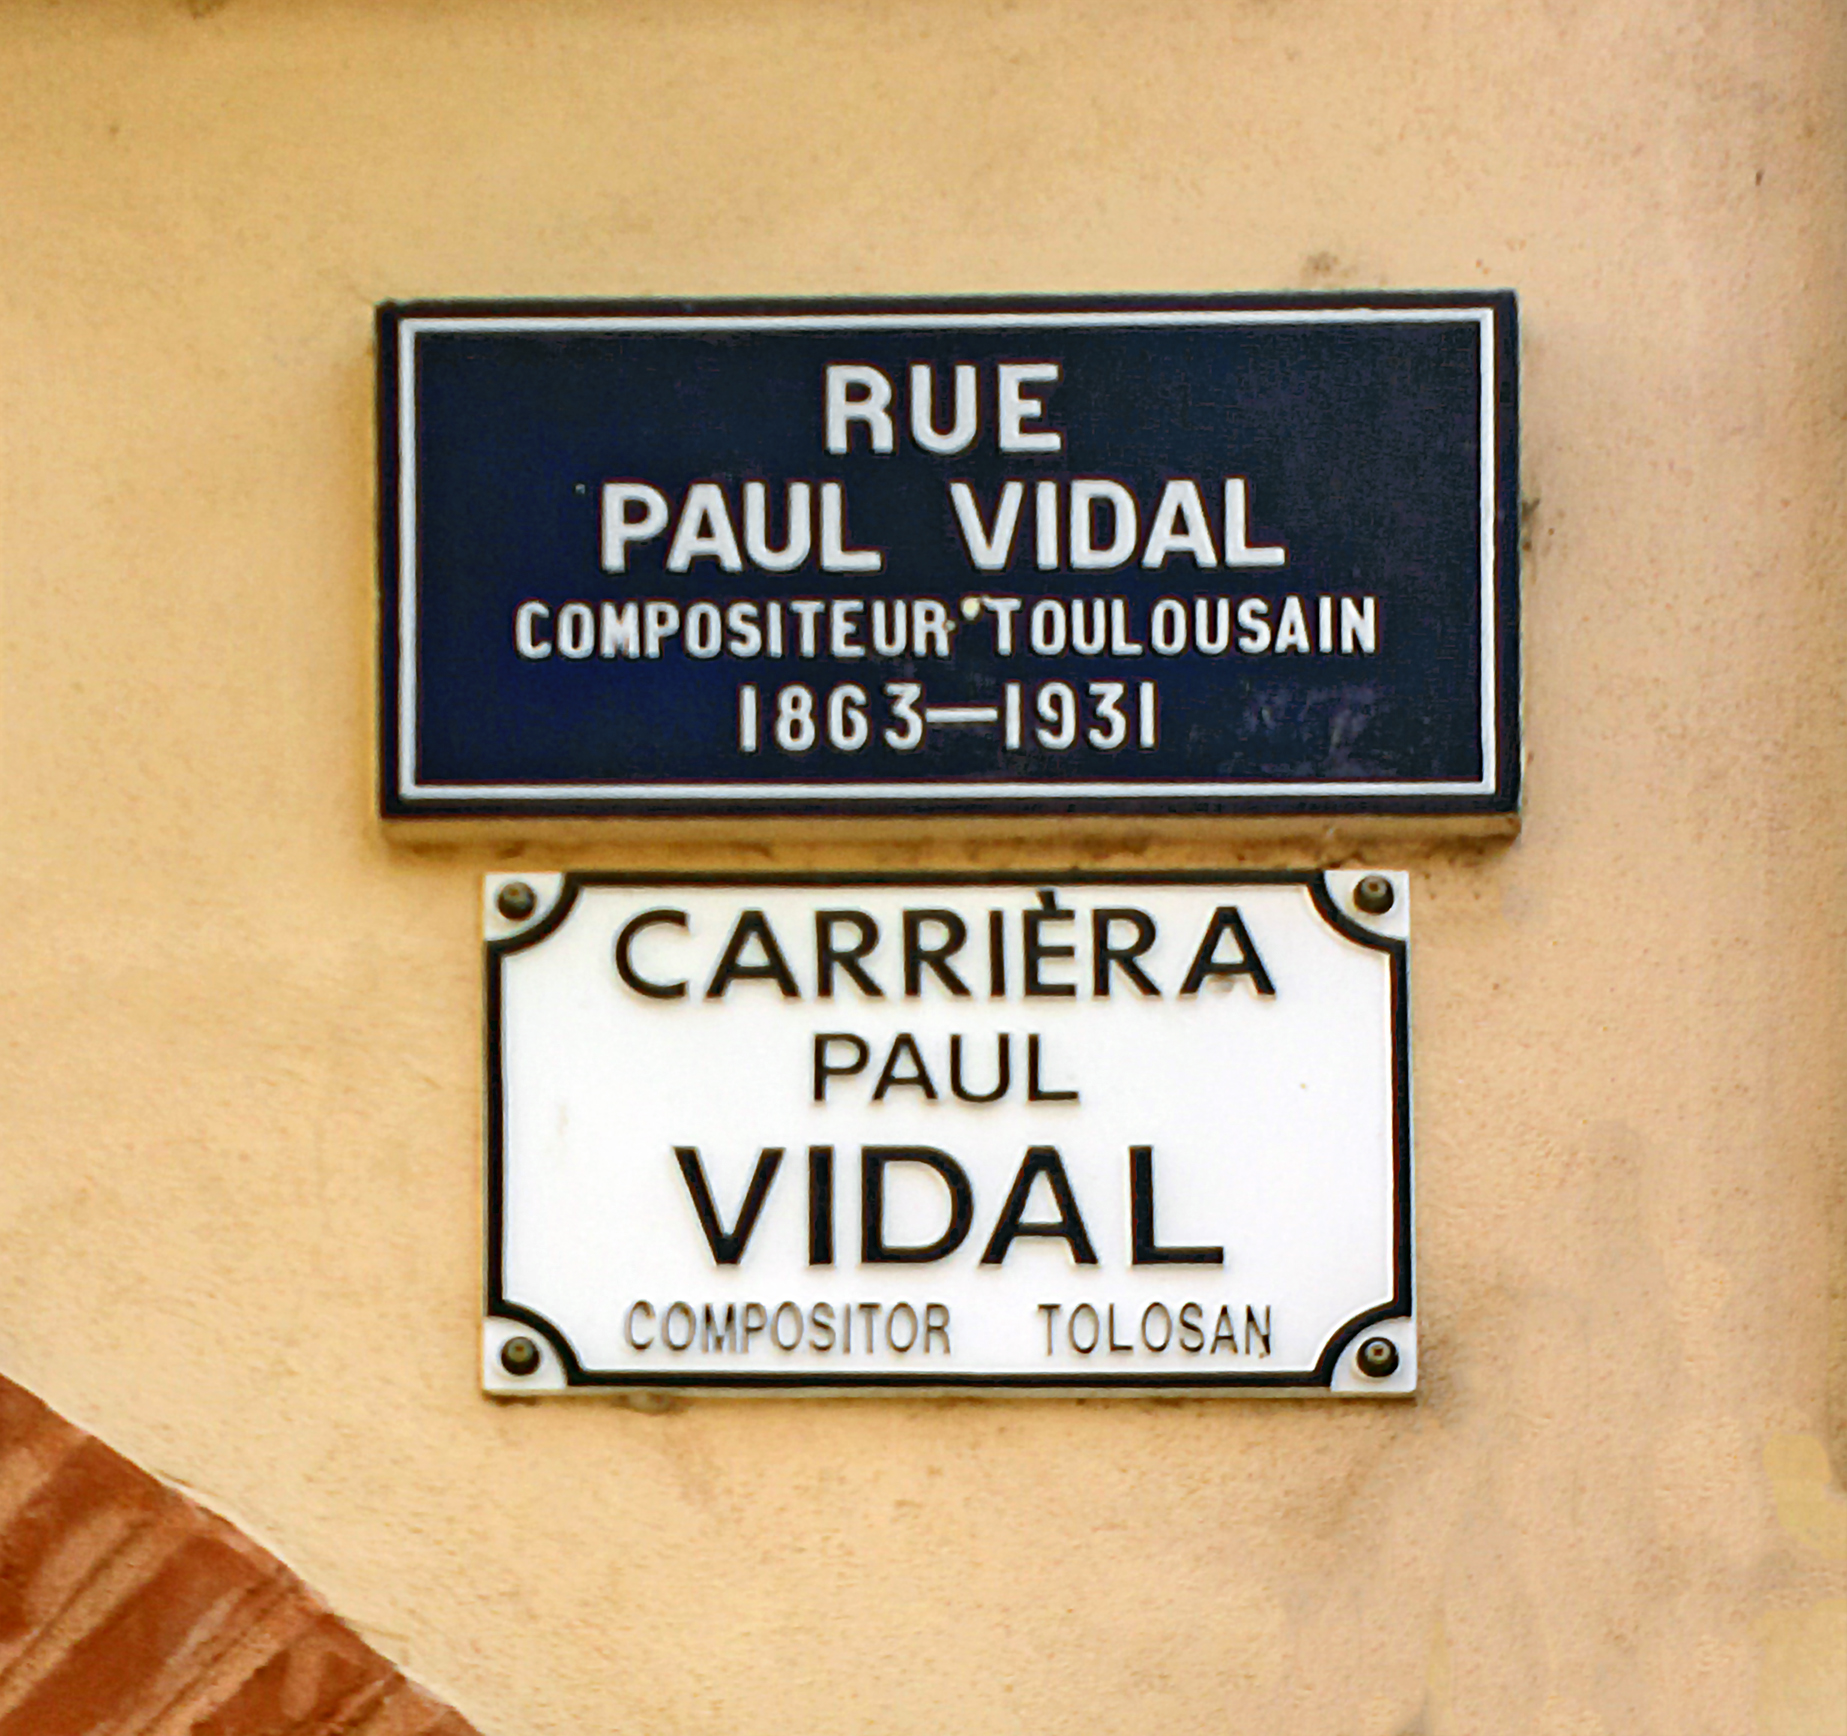 RUE
PAUL VIDAL
COMPOSITEUR TOULOUSAIN
1863—1931
CARRIÈRA
PAUL
VIDAL
COMPOSITOR TOLOSAN